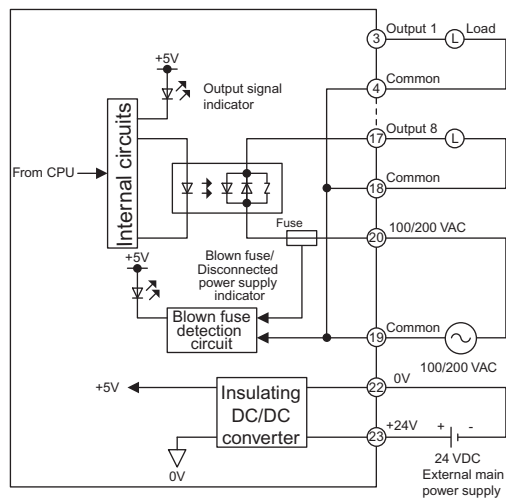 3
Output 1
L
Load
+5V
Output signal
indicator
4
Common
Internal circuits
17
Output 8
L
From CPU
18
Common
Fuse
20
100/200 VAC
Blown fuse/
Disconnected
power supply
indicator
+5V
Blown fuse
detection
circuit
19
Common
100/200 VAC
22
0V
+5V
Insulating
DC/DC
converter
23
+24V
+
-
0V
24 VDC
External main
power supply